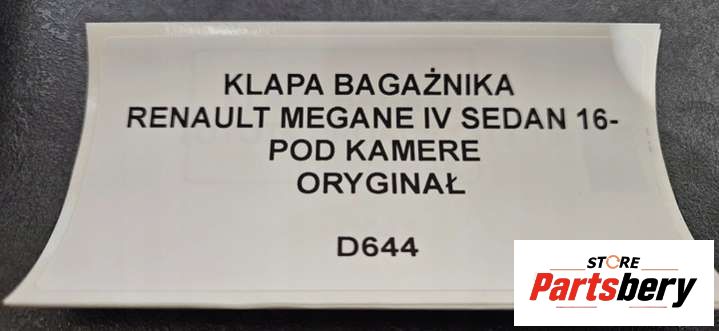 KLAPA BAGAŻNIKA
RENAULT MEGANE IV SEDAN 16-
POD KAMERE
ORYGINAŁ
D644
STORE
Partsbery